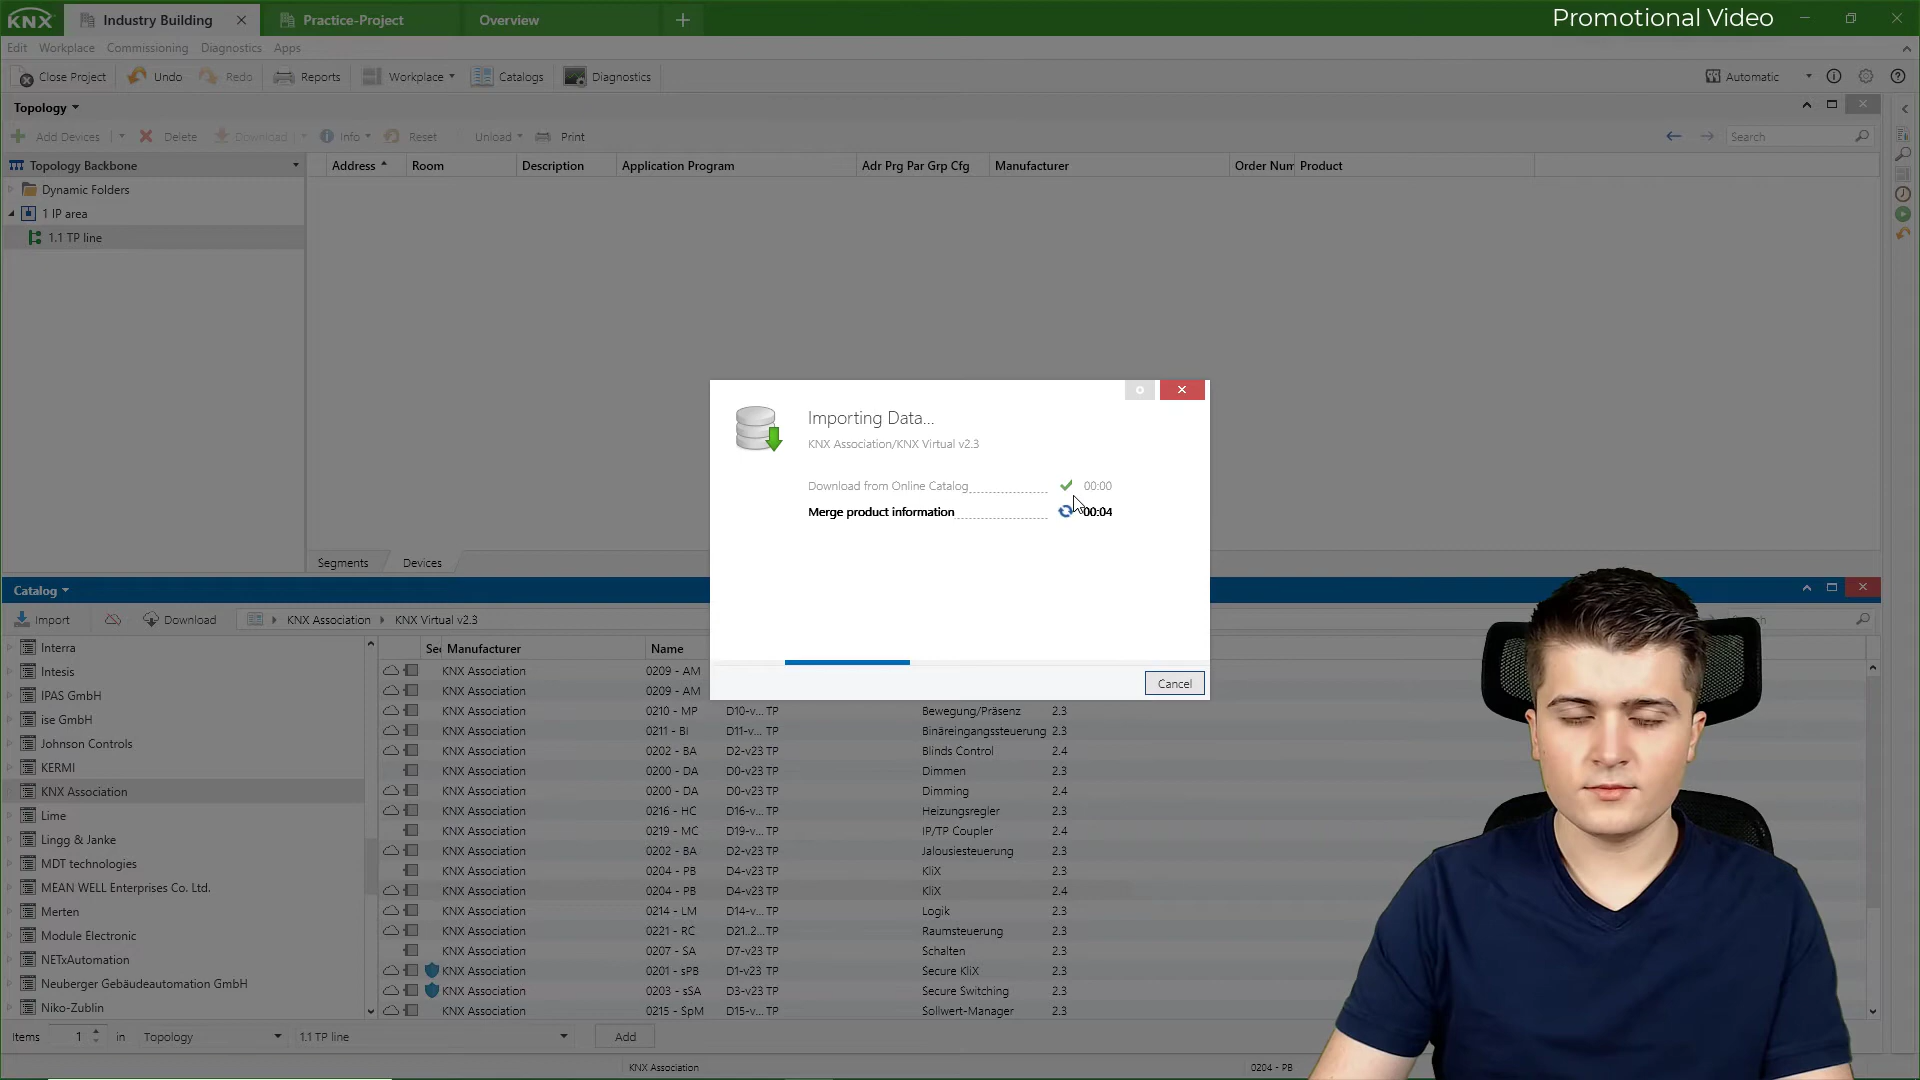 KNX Industry Building Practice-Project Overview Promotional Video
Edit Workplace Commissioning Diagnostics Apps
Close Project Undo Redo Reports Workplace Catalogs Diagnostics Automatic
Topology
Add Devices Delete Download Info Reset Unload Print Search
Topology Backbone
Address Room Description Application Program Adr Prg Par Grp Cfg Manufacturer Order Num Product
Dynamic Folders
1 IP area
1.1 TP line
Importing Data...
KNX Association/KNX Virtual v2.3
Download from Online Catalog 00:00
Merge product information 00:04
Cancel
Segments Devices
Catalog
Import Download KNX Association KNX Virtual v2.3
Interra
Intesis
IPAS GmbH
ise GmbH
Johnson Controls
KERMI
KNX Association
Lime
Lingg & Janke
MDT technologies
MEAN WELL Enterprises Co. Ltd.
Merten
Module Electronic
NETxAutomation
Neuberger Gebäudeautomation GmbH
Niko-Zublin
Sec Manufacturer Name
KNX Association 0209 - AM
KNX Association 0209 - AM
KNX Association 0210 - MP D10-v... TP Bewegung/Präsenz 2.3
KNX Association 0211 - BI D11-v... TP Binäreingangssteuerung 2.3
KNX Association 0202 - BA D2-v23 TP Blinds Control 2.4
KNX Association 0200 - DA D0-v23 TP Dimmen 2.3
KNX Association 0200 - DA D0-v23 TP Dimming 2.4
KNX Association 0216 - HC D16-v... TP Heizungsregler 2.3
KNX Association 0219 - MC D19-v... TP IP/TP Coupler 2.4
KNX Association 0202 - BA D2-v23 TP Jalousiesteuerung 2.3
KNX Association 0204 - PB D4-v23 TP KliX 2.3
KNX Association 0204 - PB D4-v23 TP KliX 2.4
KNX Association 0214 - LM D14-v... TP Logik 2.3
KNX Association 0221 - RC D21..2... TP Raumsteuerung 2.3
KNX Association 0207 - SA D7-v23 TP Schalten 2.3
KNX Association 0201 - sPB D1-v23 TP Secure KliX 2.3
KNX Association 0203 - sSA D3-v23 TP Secure Switching 2.3
KNX Association 0215 - SpM D15-v... TP Sollwert-Manager 2.3
Items 1 in Topology 1.1 TP line Add
KNX Association 0204 - PB